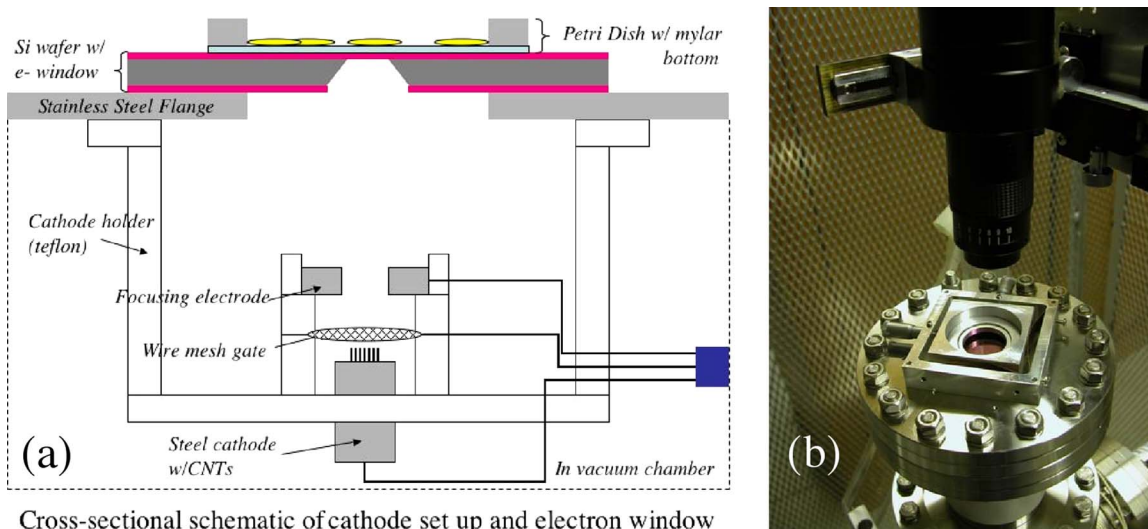 Si wafer w/
e- window
Petri Dish w/ mylar
bottom
Stainless Steel Flange
Cathode holder
(teflon)
Focusing electrode
Wire mesh gate
Steel cathode
w/CNTs
In vacuum chamber
(a)
(b)
Cross-sectional schematic of cathode set up and electron window